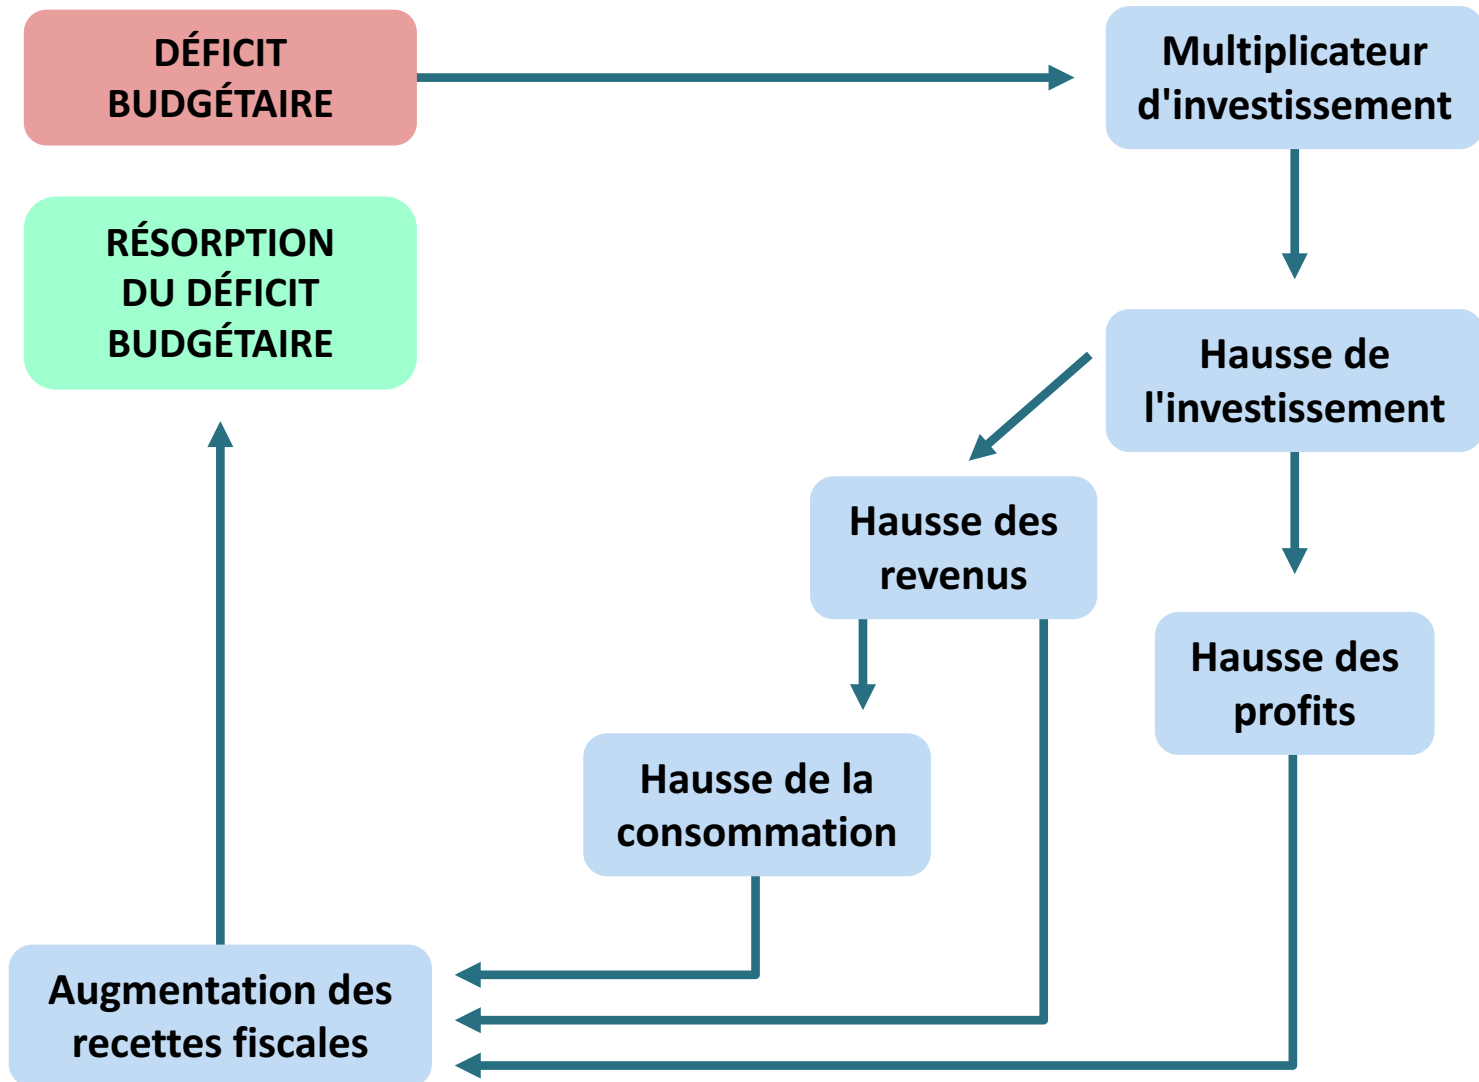 DÉFICIT
BUDGÉTAIRE
Multiplicateur
d'investissement
RÉSORPTION
DU DÉFICIT
BUDGÉTAIRE
Hausse de
l'investissement
Hausse des
revenus
Hausse des
profits
Hausse de la
consommation
Augmentation des
recettes fiscales